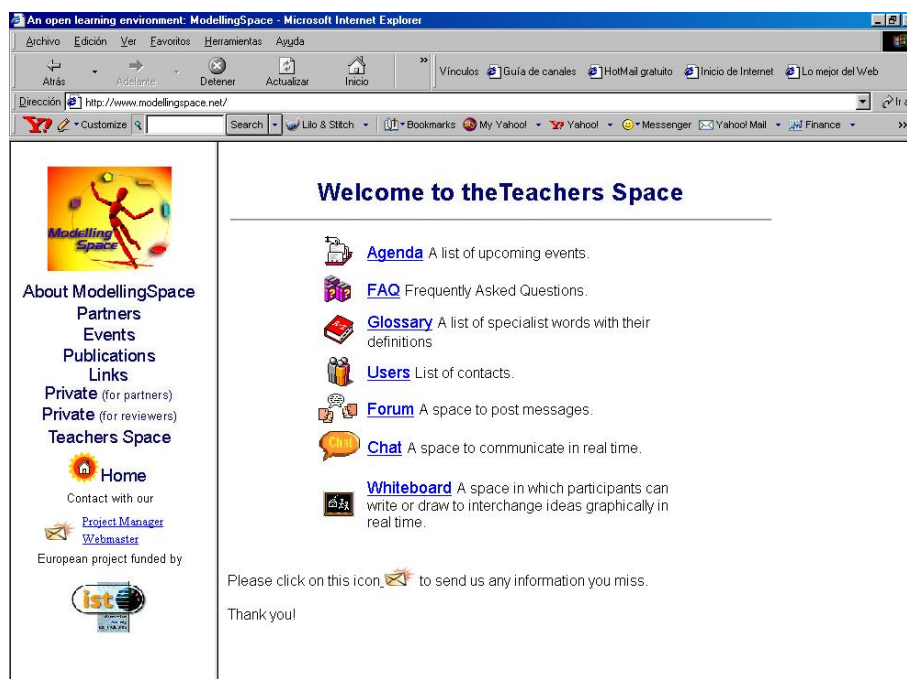 An open learning environment: ModellingSpace - Microsoft Internet Explorer
Archivo Edición Ver Favoritos Herramientas Ayuda
Atrás Adelante Detener Actualizar Inicio » Vínculos Guía de canales HotMail gratuito Inicio de Internet Lo mejor del Web
Dirección http://www.modellingspace.net/ Ir a
Y? Customize Search Lilo & Stitch Bookmarks My Yahoo! Yahoo! Messenger Yahoo! Mail Finance »
Modelling
Space
About ModellingSpace
Partners
Events
Publications
Links
Private (for partners)
Private (for reviewers)
Teachers Space
Home
Contact with our
Project Manager
Webmaster
European project funded by
ist
Welcome to theTeachers Space
Agenda A list of upcoming events.
FAQ Frequently Asked Questions.
Glossary A list of specialist words with their
definitions
Users List of contacts.
Forum A space to post messages.
Chat
Chat A space to communicate in real time.
Whiteboard A space in which participants can
write or draw to interchange ideas graphically in
real time.
Please click on this icon to send us any information you miss.
Thank you!